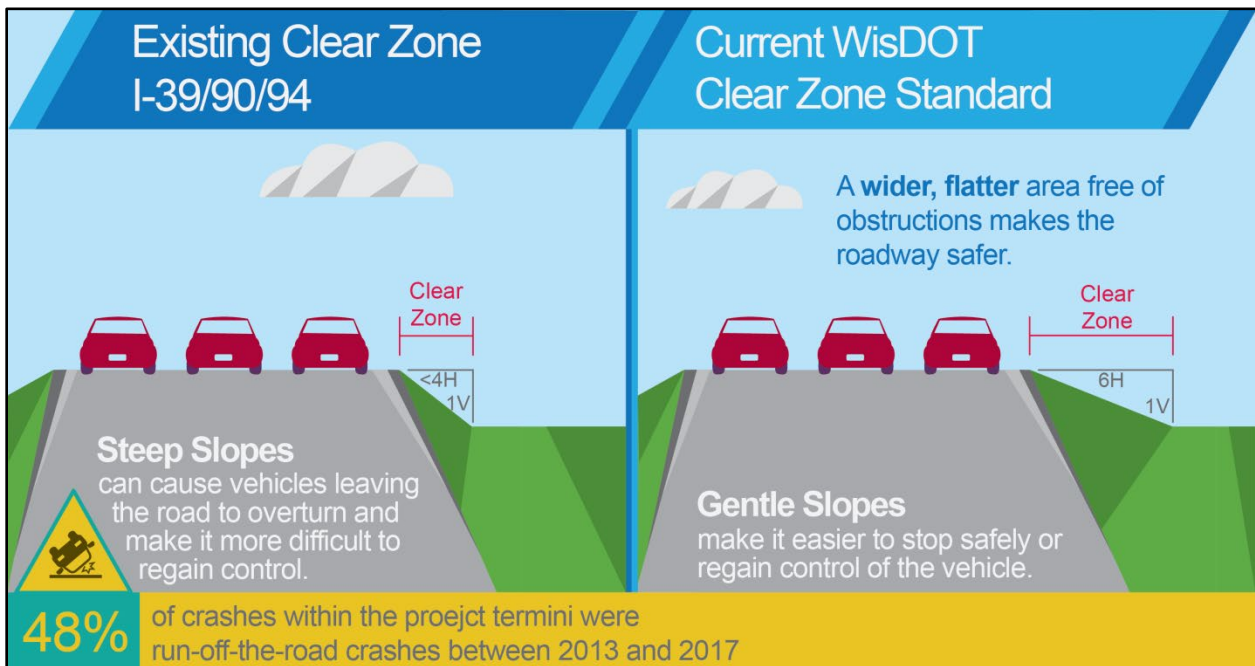 Existing Clear Zone
I-39/90/94
Clear
Zone
<4H
1V
Steep Slopes
can cause vehicles leaving
the road to overturn and
make it more difficult to
regain control.
Current WisDOT
Clear Zone Standard
A wider, flatter area free of
obstructions makes the
roadway safer.
Clear
Zone
6H
1V
Gentle Slopes
make it easier to stop safely or
regain control of the vehicle.
48%
of crashes within the proejct termini were
run-off-the-road crashes between 2013 and 2017